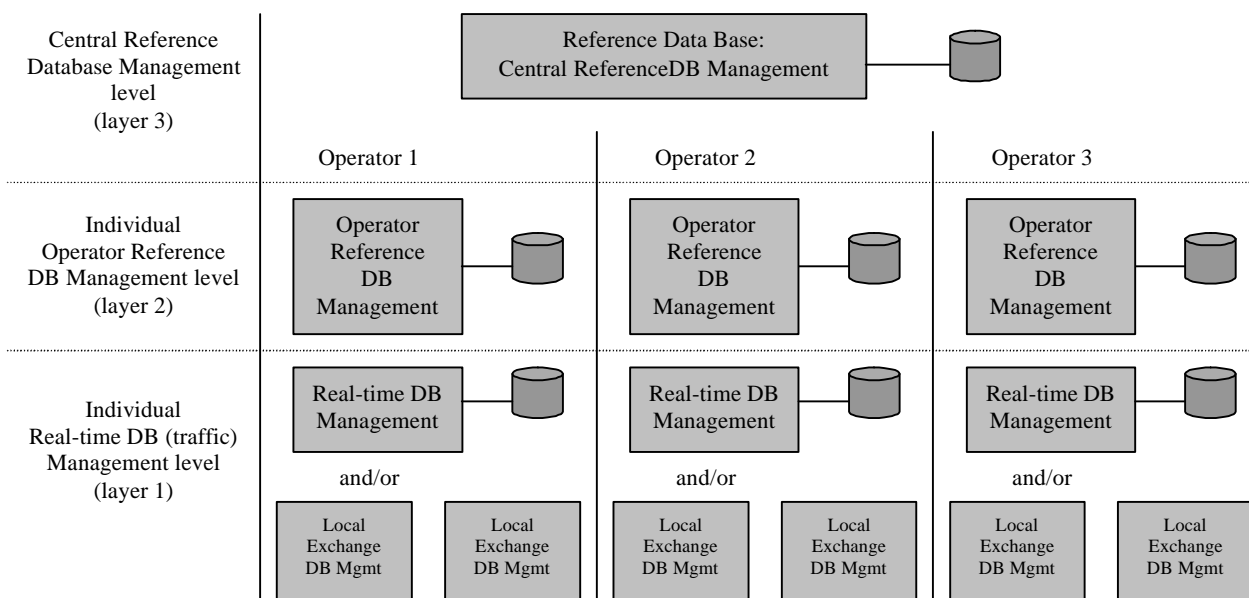 Central Reference
Database Management
level
(layer 3)
Reference Data Base:
Central ReferenceDB Management
Operator 1
Operator 2
Operator 3
Individual
Operator Reference
DB Management level
(layer 2)
Operator
Reference
DB
Management
Operator
Reference
DB
Management
Operator
Reference
DB
Management
Individual
Real-time DB (traffic)
Management level
(layer 1)
Real-time DB
Management
Real-time DB
Management
Real-time DB
Management
and/or
and/or
and/or
Local
Exchange
DB Mgmt
Local
Exchange
DB Mgmt
Local
Exchange
DB Mgmt
Local
Exchange
DB Mgmt
Local
Exchange
DB Mgmt
Local
Exchange
DB Mgmt